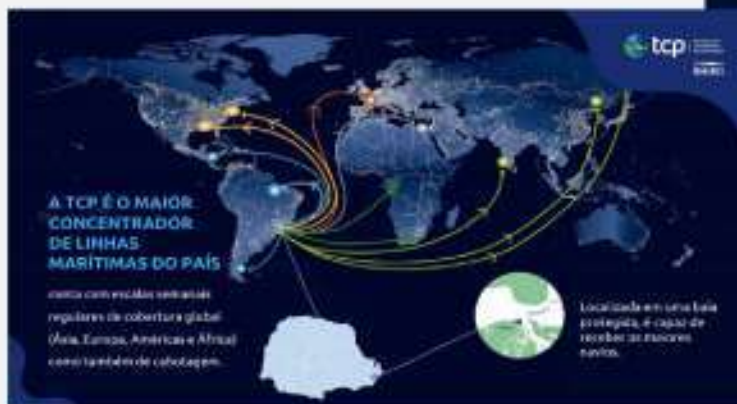 tcp
A TCP É O MAIOR
CONCENTRADOR
DE LINHAS
MARÍTIMAS DO PAÍS
conta com escalas semanais
regulares de cobertura global
(Ásia, Europa, Américas e África)
como também de cabotagem.
Localizada em uma baía
protegida, é capaz de
receber os maiores
navios.